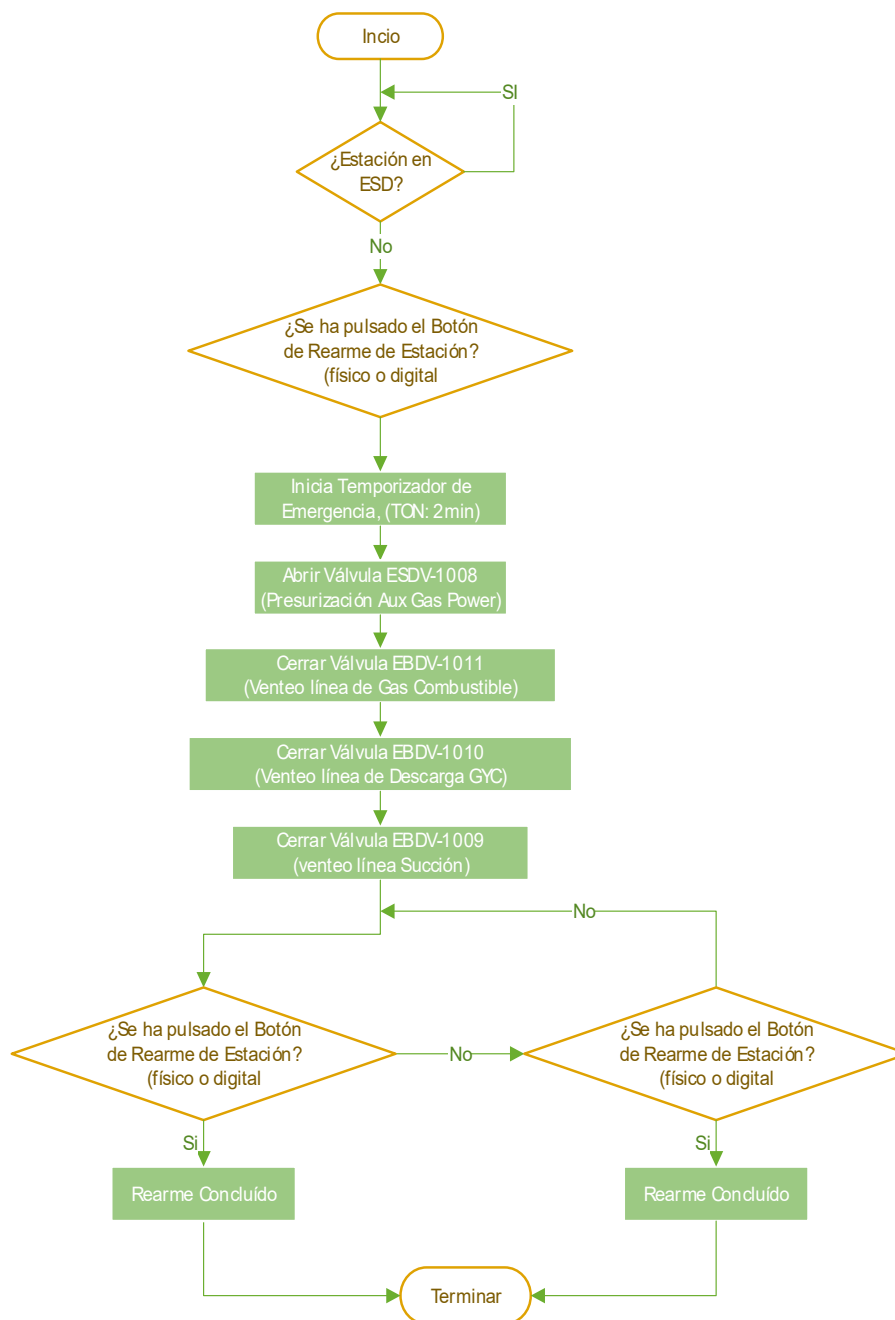 Incio
SI
¿Estación en
ESD?
No
¿Se ha pulsado el Botón
de Rearme de Estación?
(físico o digital
Inicia Temporizador de
Emergencia, (TON: 2min)
Abrir Válvula ESDV-1008
(Presurización Aux Gas Power)
Cerrar Válvula EBDV-1011
(Venteo línea de Gas Combustible)
Cerrar Válvula EBDV-1010
(Venteo línea de Descarga GYC)
Cerrar Válvula EBDV-1009
(venteo línea Succión)
No
¿Se ha pulsado el Botón
de Rearme de Estación?
(físico o digital
No
¿Se ha pulsado el Botón
de Rearme de Estación?
(físico o digital
Si
Si
Rearme Concluído
Rearme Concluído
Terminar